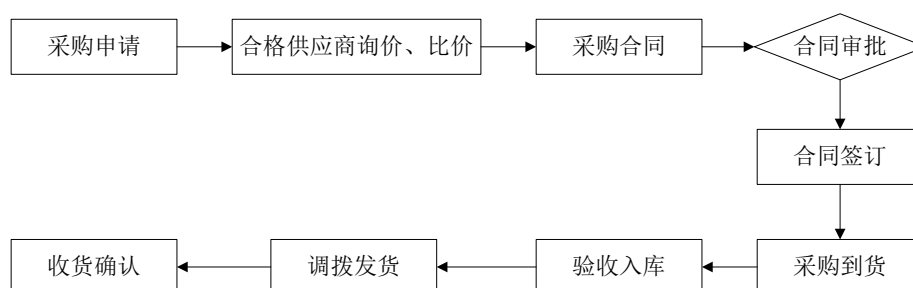 采购申请
合格供应商询价、比价
采购合同
合同审批
合同签订
采购到货
验收入库
调拨发货
收货确认